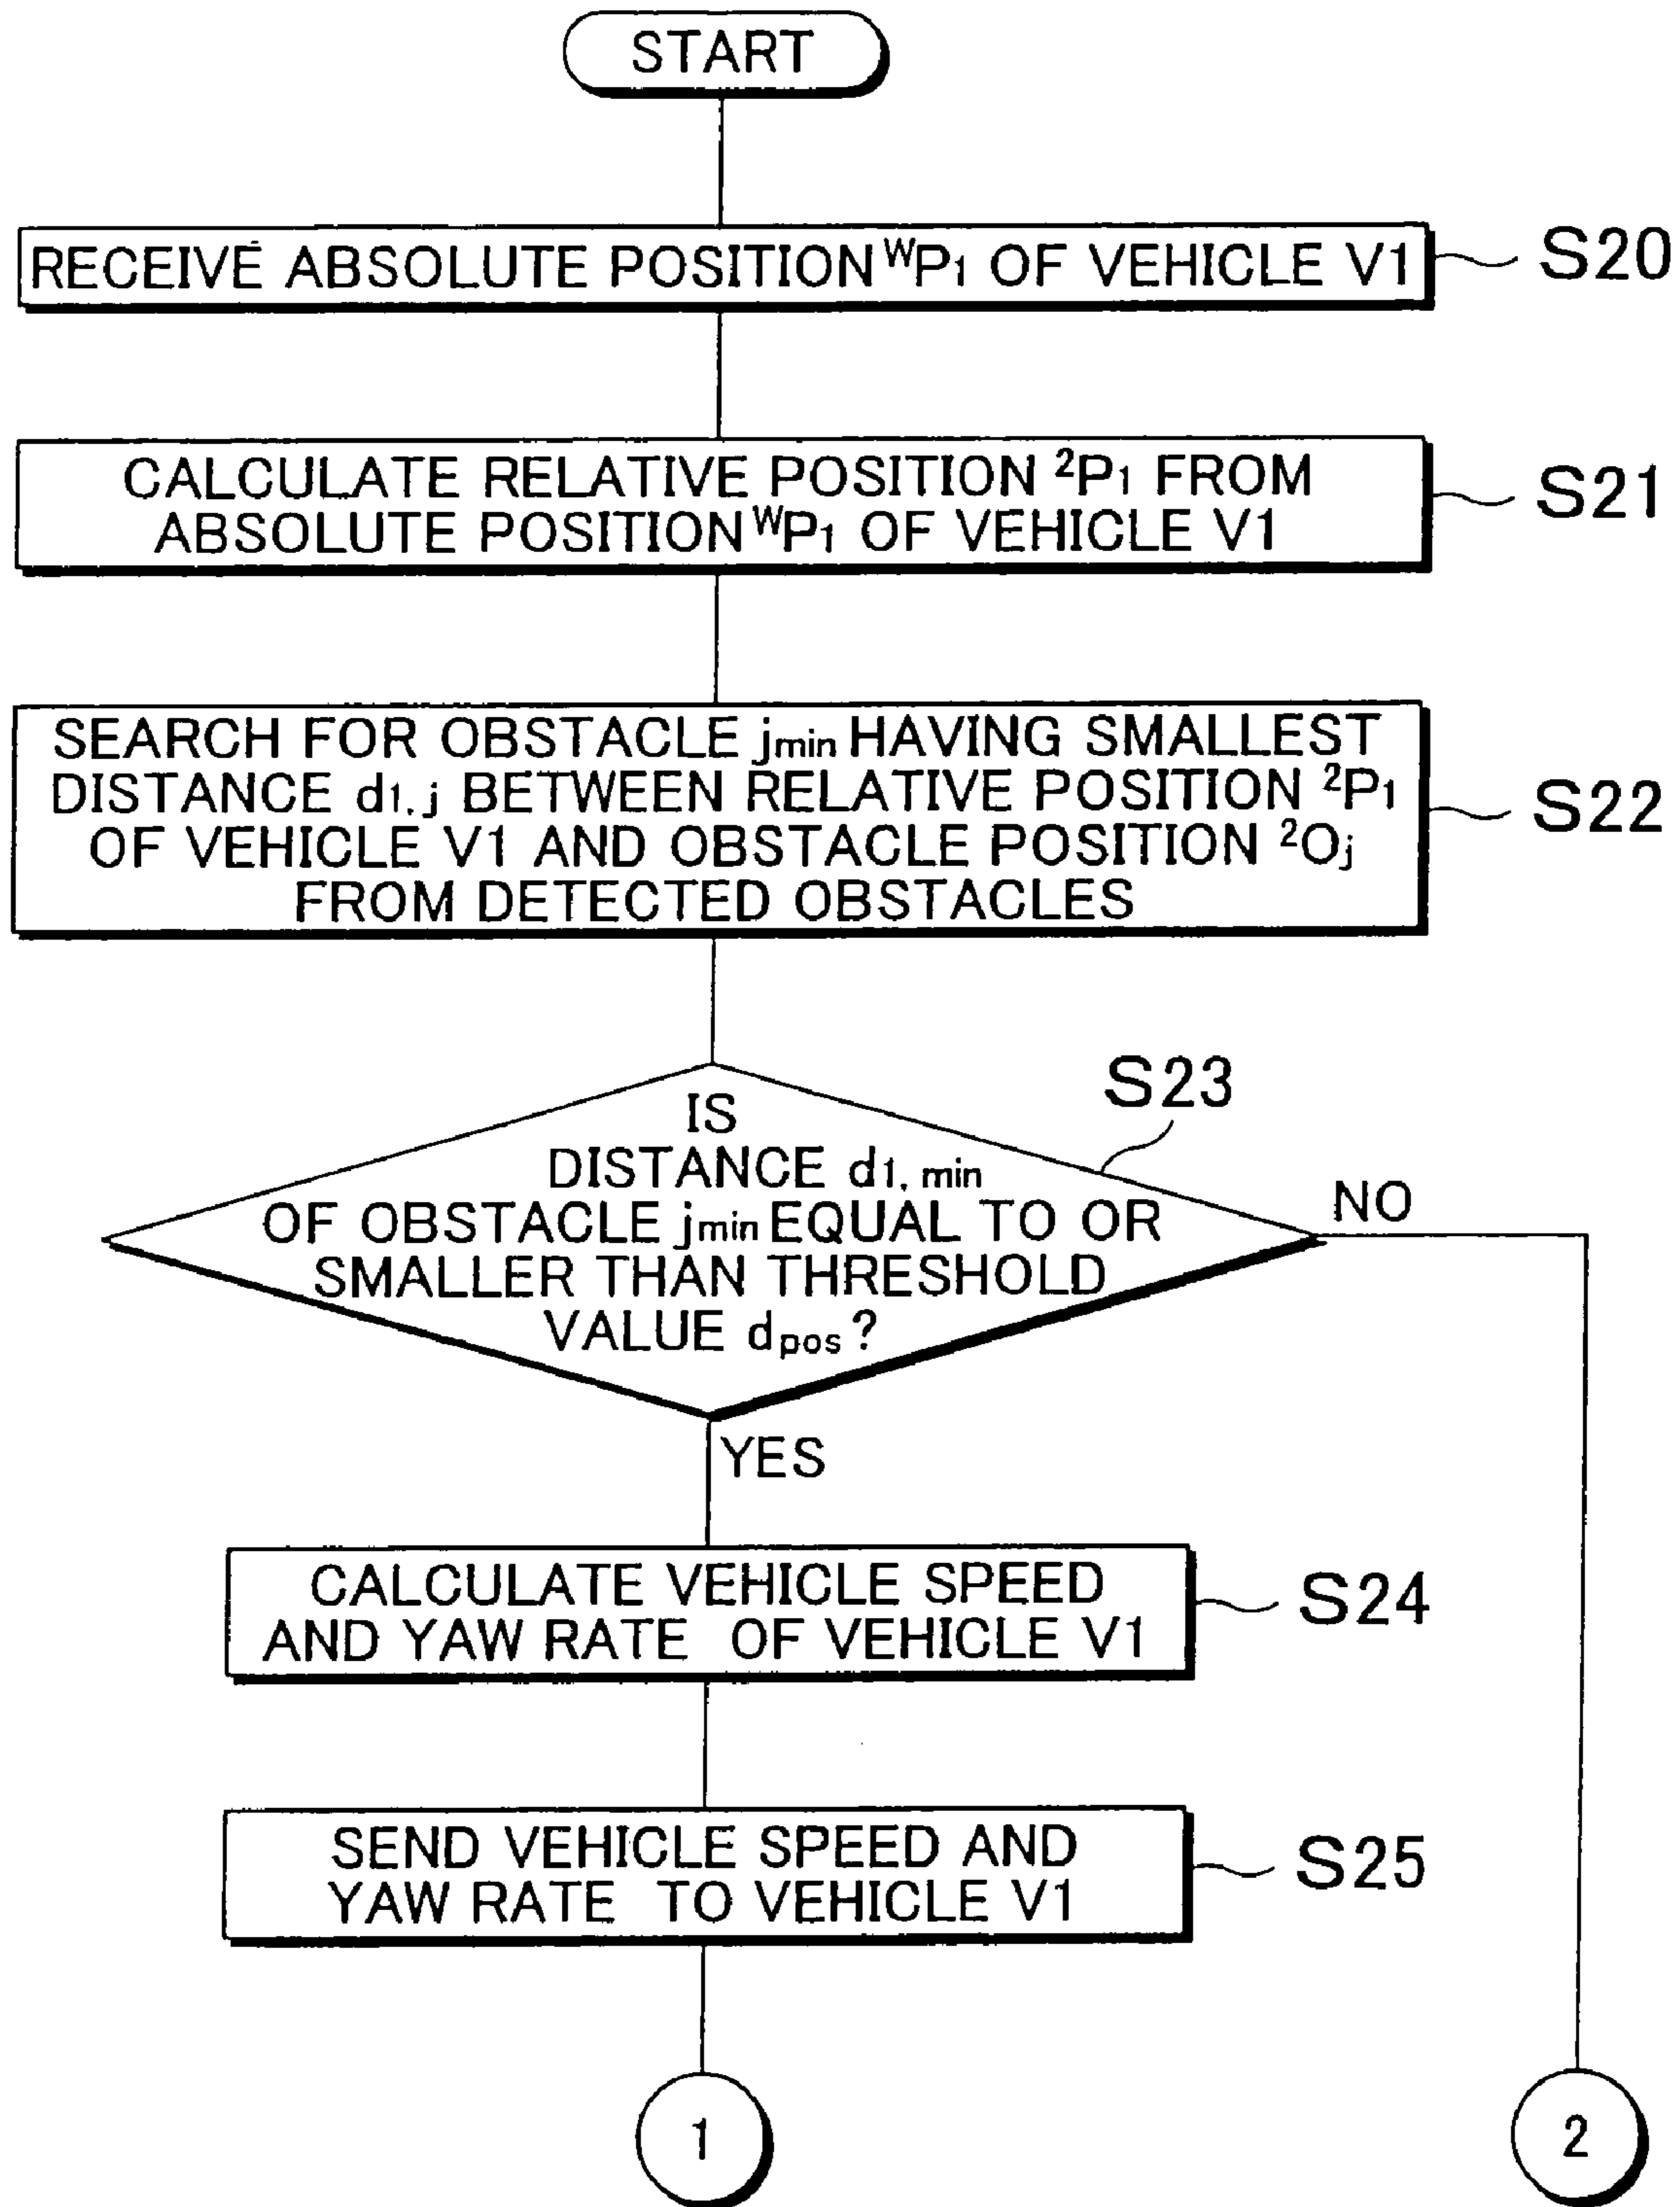 START
RECEIVE ABSOLUTE POSITION ᵂP₁ OF VEHICLE V1
S20
CALCULATE RELATIVE POSITION ²P₁ FROM
ABSOLUTE POSITION ᵂP₁ OF VEHICLE V1
S21
SEARCH FOR OBSTACLE jmin HAVING SMALLEST
DISTANCE d1,j BETWEEN RELATIVE POSITION ²P₁
OF VEHICLE V1 AND OBSTACLE POSITION ²Oj
FROM DETECTED OBSTACLES
S22
S23
IS
DISTANCE d1,min
OF OBSTACLE jmin EQUAL TO OR
SMALLER THAN THRESHOLD
VALUE dpos?
NO
YES
CALCULATE VEHICLE SPEED
AND YAW RATE OF VEHICLE V1
S24
SEND VEHICLE SPEED AND
YAW RATE TO VEHICLE V1
S25
1
2